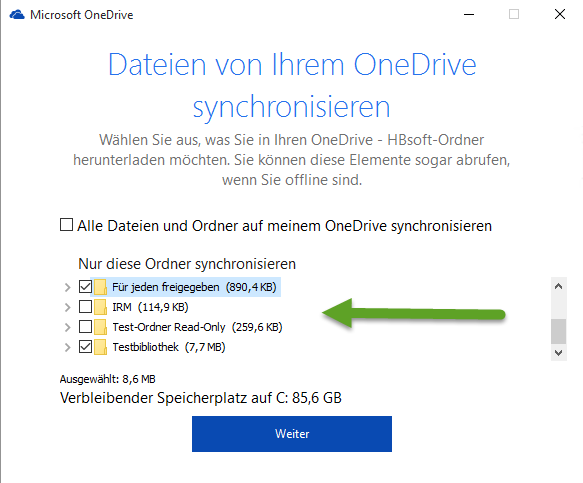 Microsoft OneDrive
Dateien von Ihrem OneDrive
synchronisieren
Wählen Sie aus, was Sie in Ihren OneDrive - HBsoft-Ordner
herunterladen möchten. Sie können diese Elemente sogar abrufen,
wenn Sie offline sind.
Alle Dateien und Ordner auf meinem OneDrive synchronisieren
Nur diese Ordner synchronisieren
Für jeden freigegeben (890,4 KB)
IRM (114,9 KB)
Test-Ordner Read-Only (259,6 KB)
Testbibliothek (7,7 MB)
Ausgewählt: 8,6 MB
Verbleibender Speicherplatz auf C: 85,6 GB
Weiter